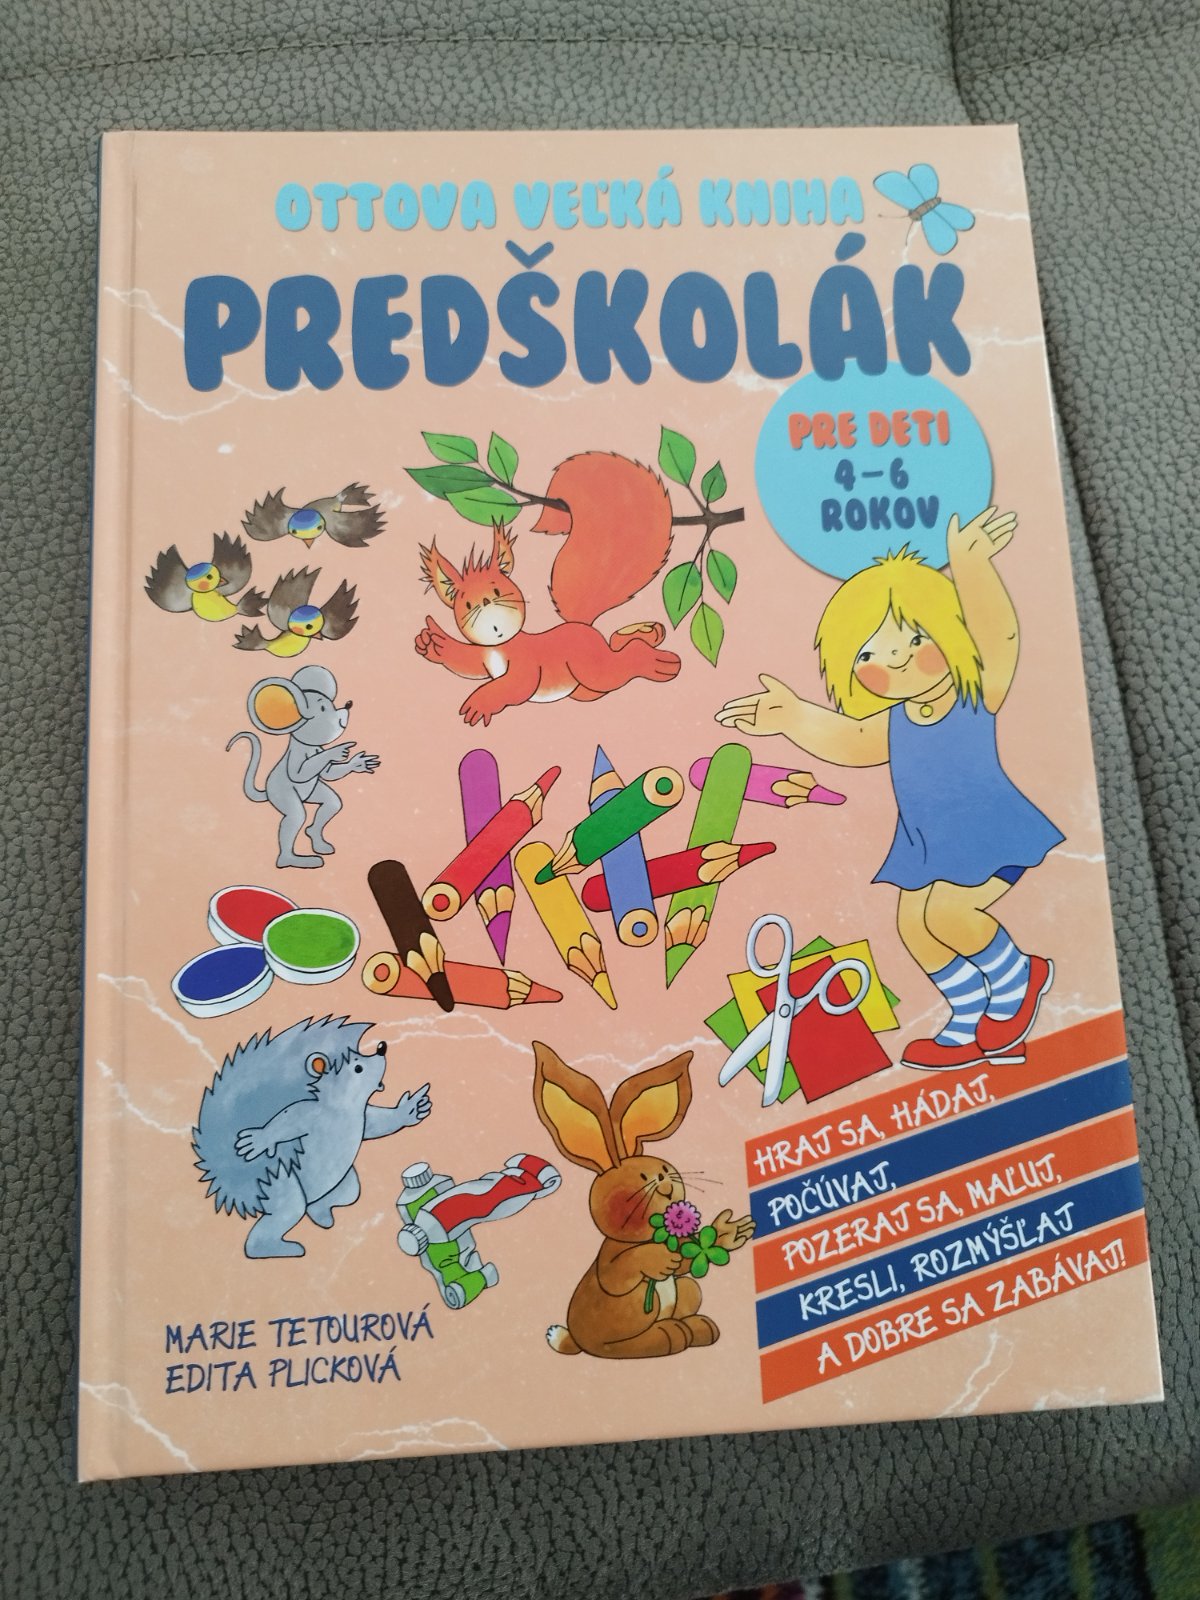 OTTOVA VEĽKÁ KNIHA
PREDŠKOLÁK
PRE DETI
4-6
ROKOV
HRAJ SA, HÁDAJ,
POČÚVAJ,
POZERAJ SA, MAĽUJ,
KRESLI, ROZMÝŠĽAJ
A DOBRE SA ZABÁVAJ!
MARIE TETOUROVÁ
EDITA PLICKOVÁ